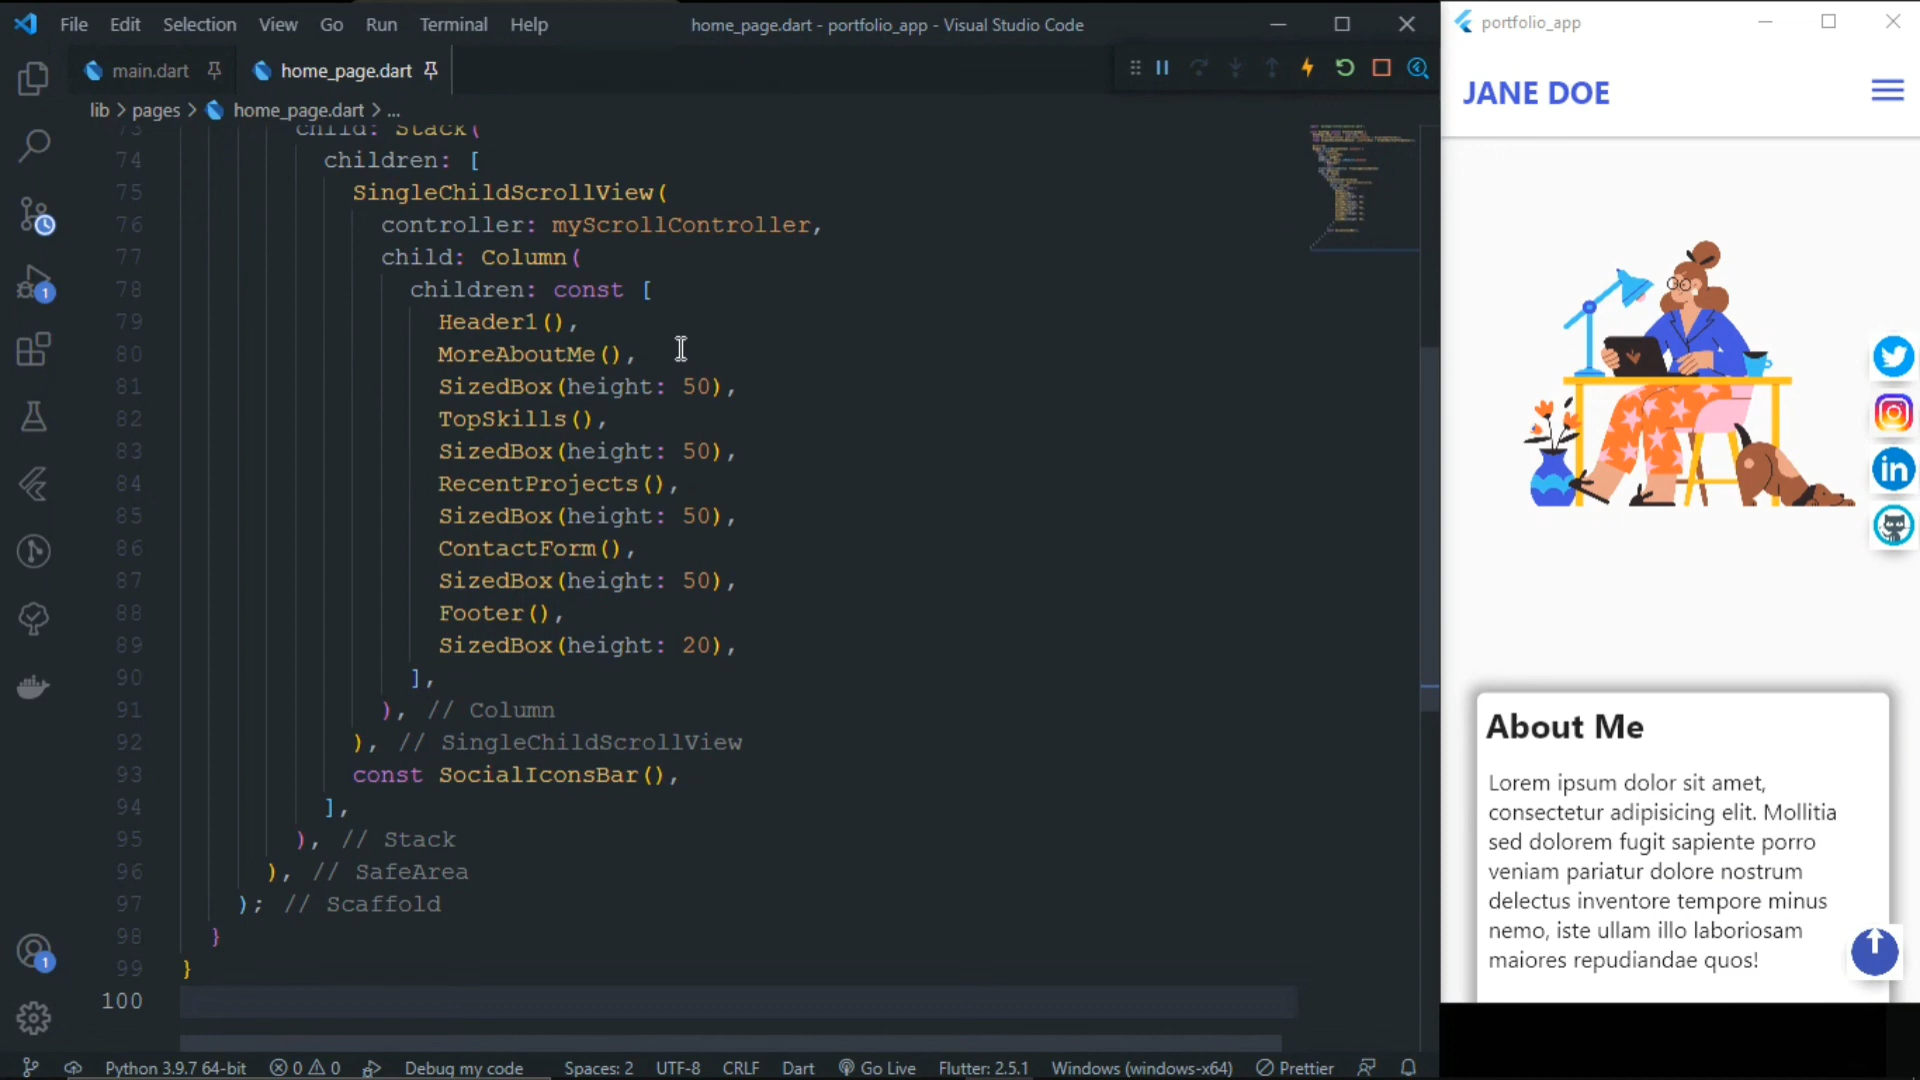 File Edit Selection View Go Run Terminal Help
home_page.dart - portfolio_app - Visual Studio Code
main.dart
home_page.dart
lib > pages > home_page.dart > ...
73 child: Stack(
74 children: [
75 SingleChildScrollView(
76 controller: myScrollController,
77 child: Column(
78 children: const [
79 Header1(),
80 MoreAboutMe(),
81 SizedBox(height: 50),
82 TopSkills(),
83 SizedBox(height: 50),
84 RecentProjects(),
85 SizedBox(height: 50),
86 ContactForm(),
87 SizedBox(height: 50),
88 Footer(),
89 SizedBox(height: 20),
90 ],
91 ), // Column
92 ), // SingleChildScrollView
93 const SocialIconsBar(),
94 ],
95 ), // Stack
96 ), // SafeArea
97 ); // Scaffold
98 }
99 }
100
1
1
Python 3.9.7 64-bit 0 0 Debug my code Spaces: 2 UTF-8 CRLF Dart Go Live Flutter: 2.5.1 Windows (windows-x64) Prettier
portfolio_app
JANE DOE
in
About Me
Lorem ipsum dolor sit amet,
consectetur adipisicing elit. Mollitia
sed dolorem fugit sapiente porro
veniam pariatur dolore nostrum
delectus inventore tempore minus
nemo, iste ullam illo laboriosam
maiores repudiandae quos!